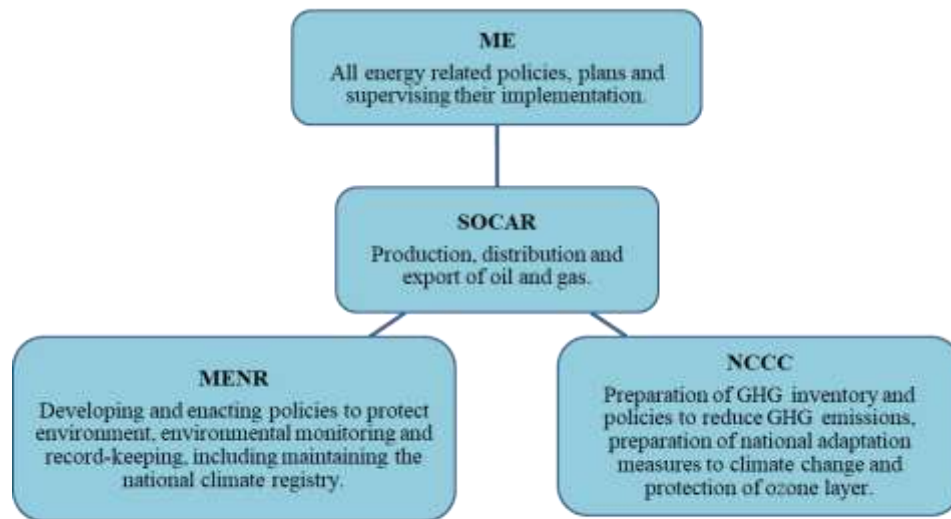 ME
All energy related policies, plans and
supervising their implementation.
SOCAR
Production, distribution and
export of oil and gas.
MENR
Developing and enacting policies to protect
environment, environmental monitoring and
record-keeping, including maintaining the
national climate registry.
NCCC
Preparation of GHG inventory and
policies to reduce GHG emissions,
preparation of national adaptation
measures to climate change and
protection of ozone layer.